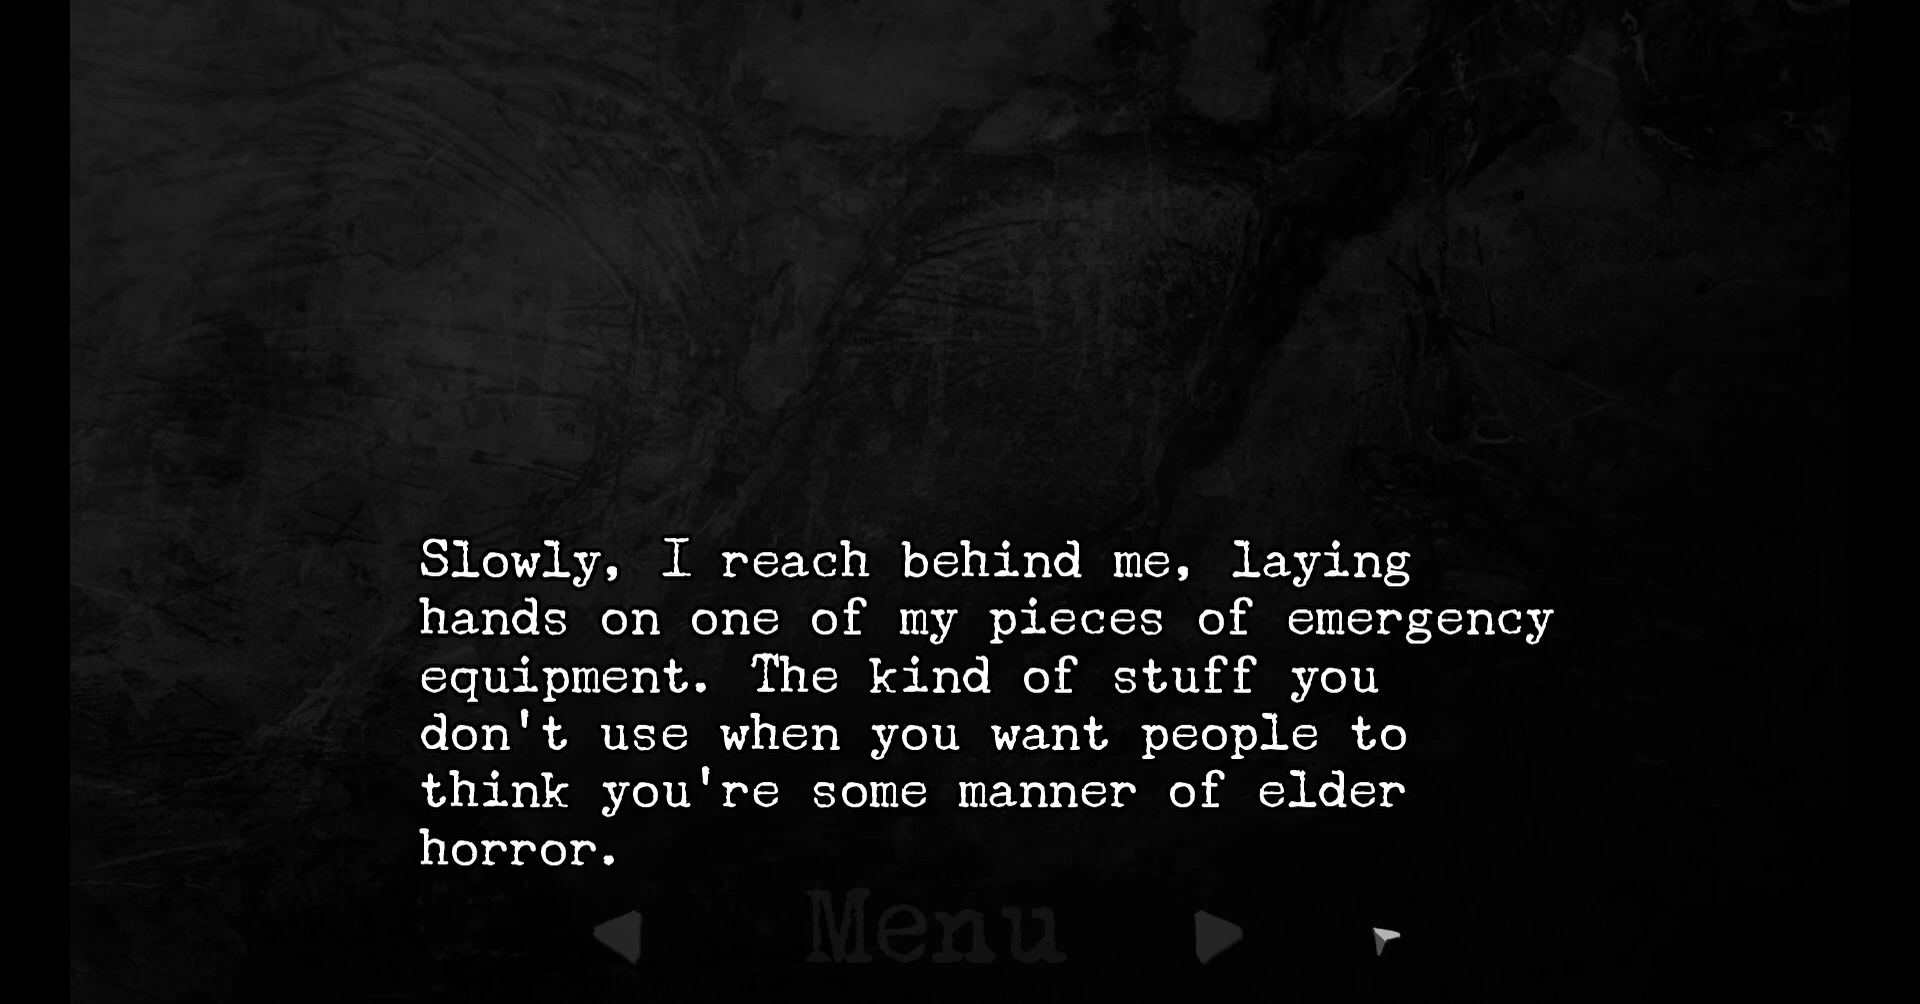 Slowly, I reach behind me, laying
hands on one of my pieces of emergency
equipment. The kind of stuff you
don't use when you want people to
think you're some manner of elder
horror.
Menu